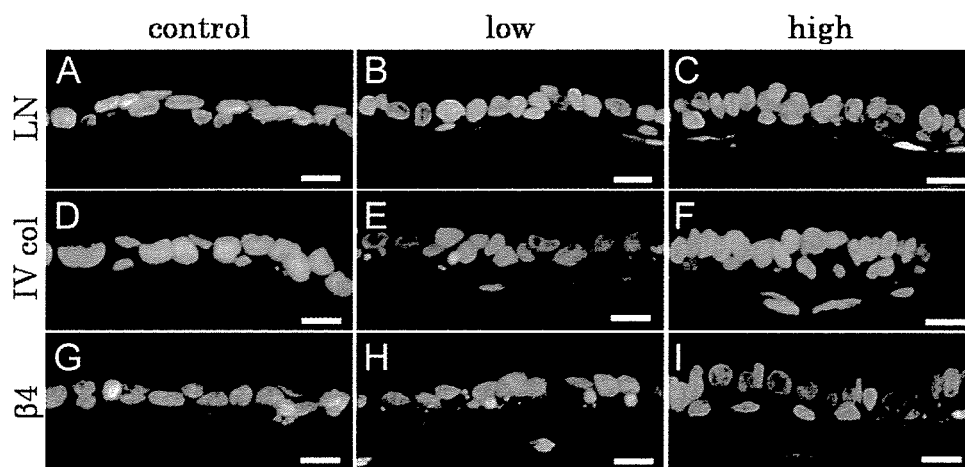 control low high
LN A B C
IV col D E F
β4 G H I